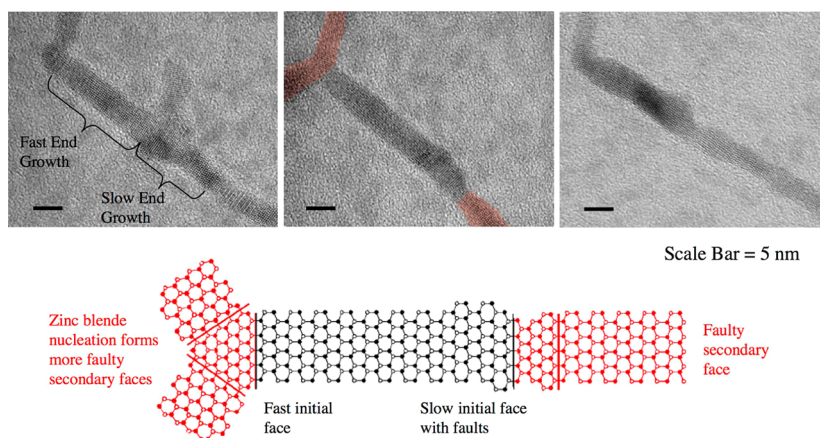 Fast End
Growth
Slow End
Growth
Scale Bar = 5 nm
Zinc blende
nucleation forms
more faulty
secondary faces
Fast initial
face
Slow initial face
with faults
Faulty
secondary
face